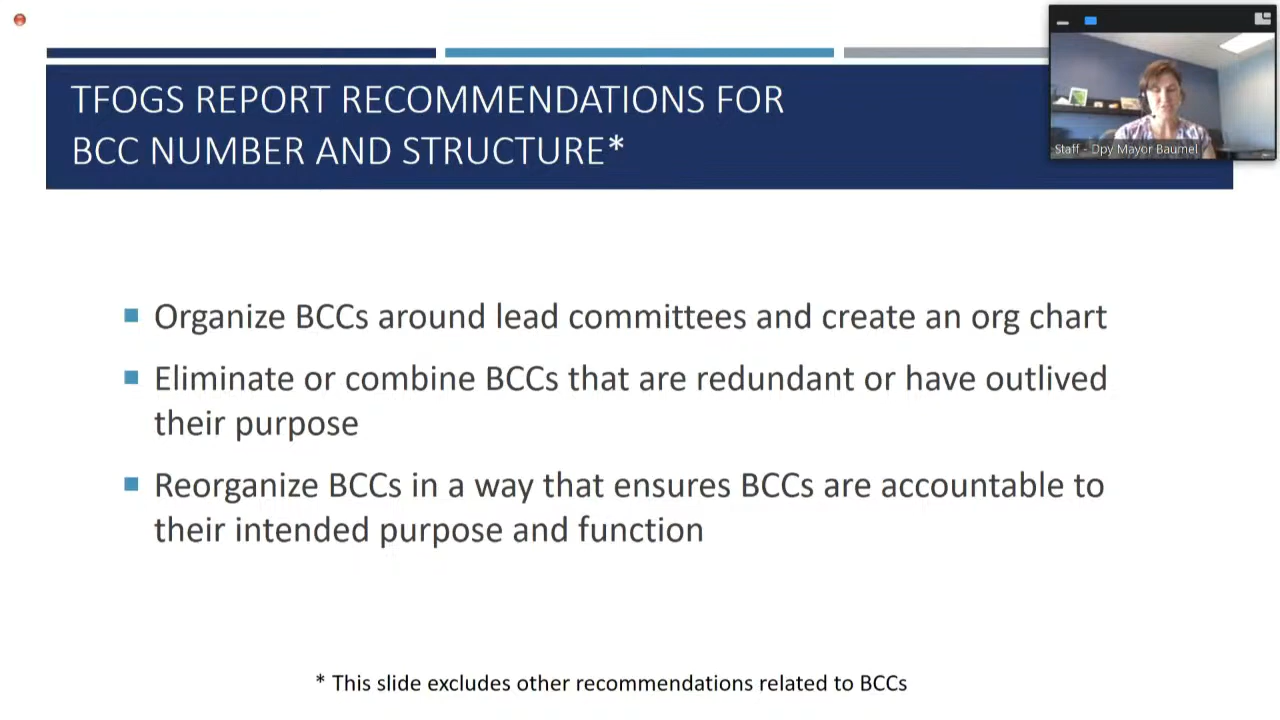 TFOGS REPORT RECOMMENDATIONS FOR
BCC NUMBER AND STRUCTURE*
Staff - Dpy Mayor Baumel
■ Organize BCCs around lead committees and create an org chart
■ Eliminate or combine BCCs that are redundant or have outlived
their purpose
■ Reorganize BCCs in a way that ensures BCCs are accountable to
their intended purpose and function
* This slide excludes other recommendations related to BCCs